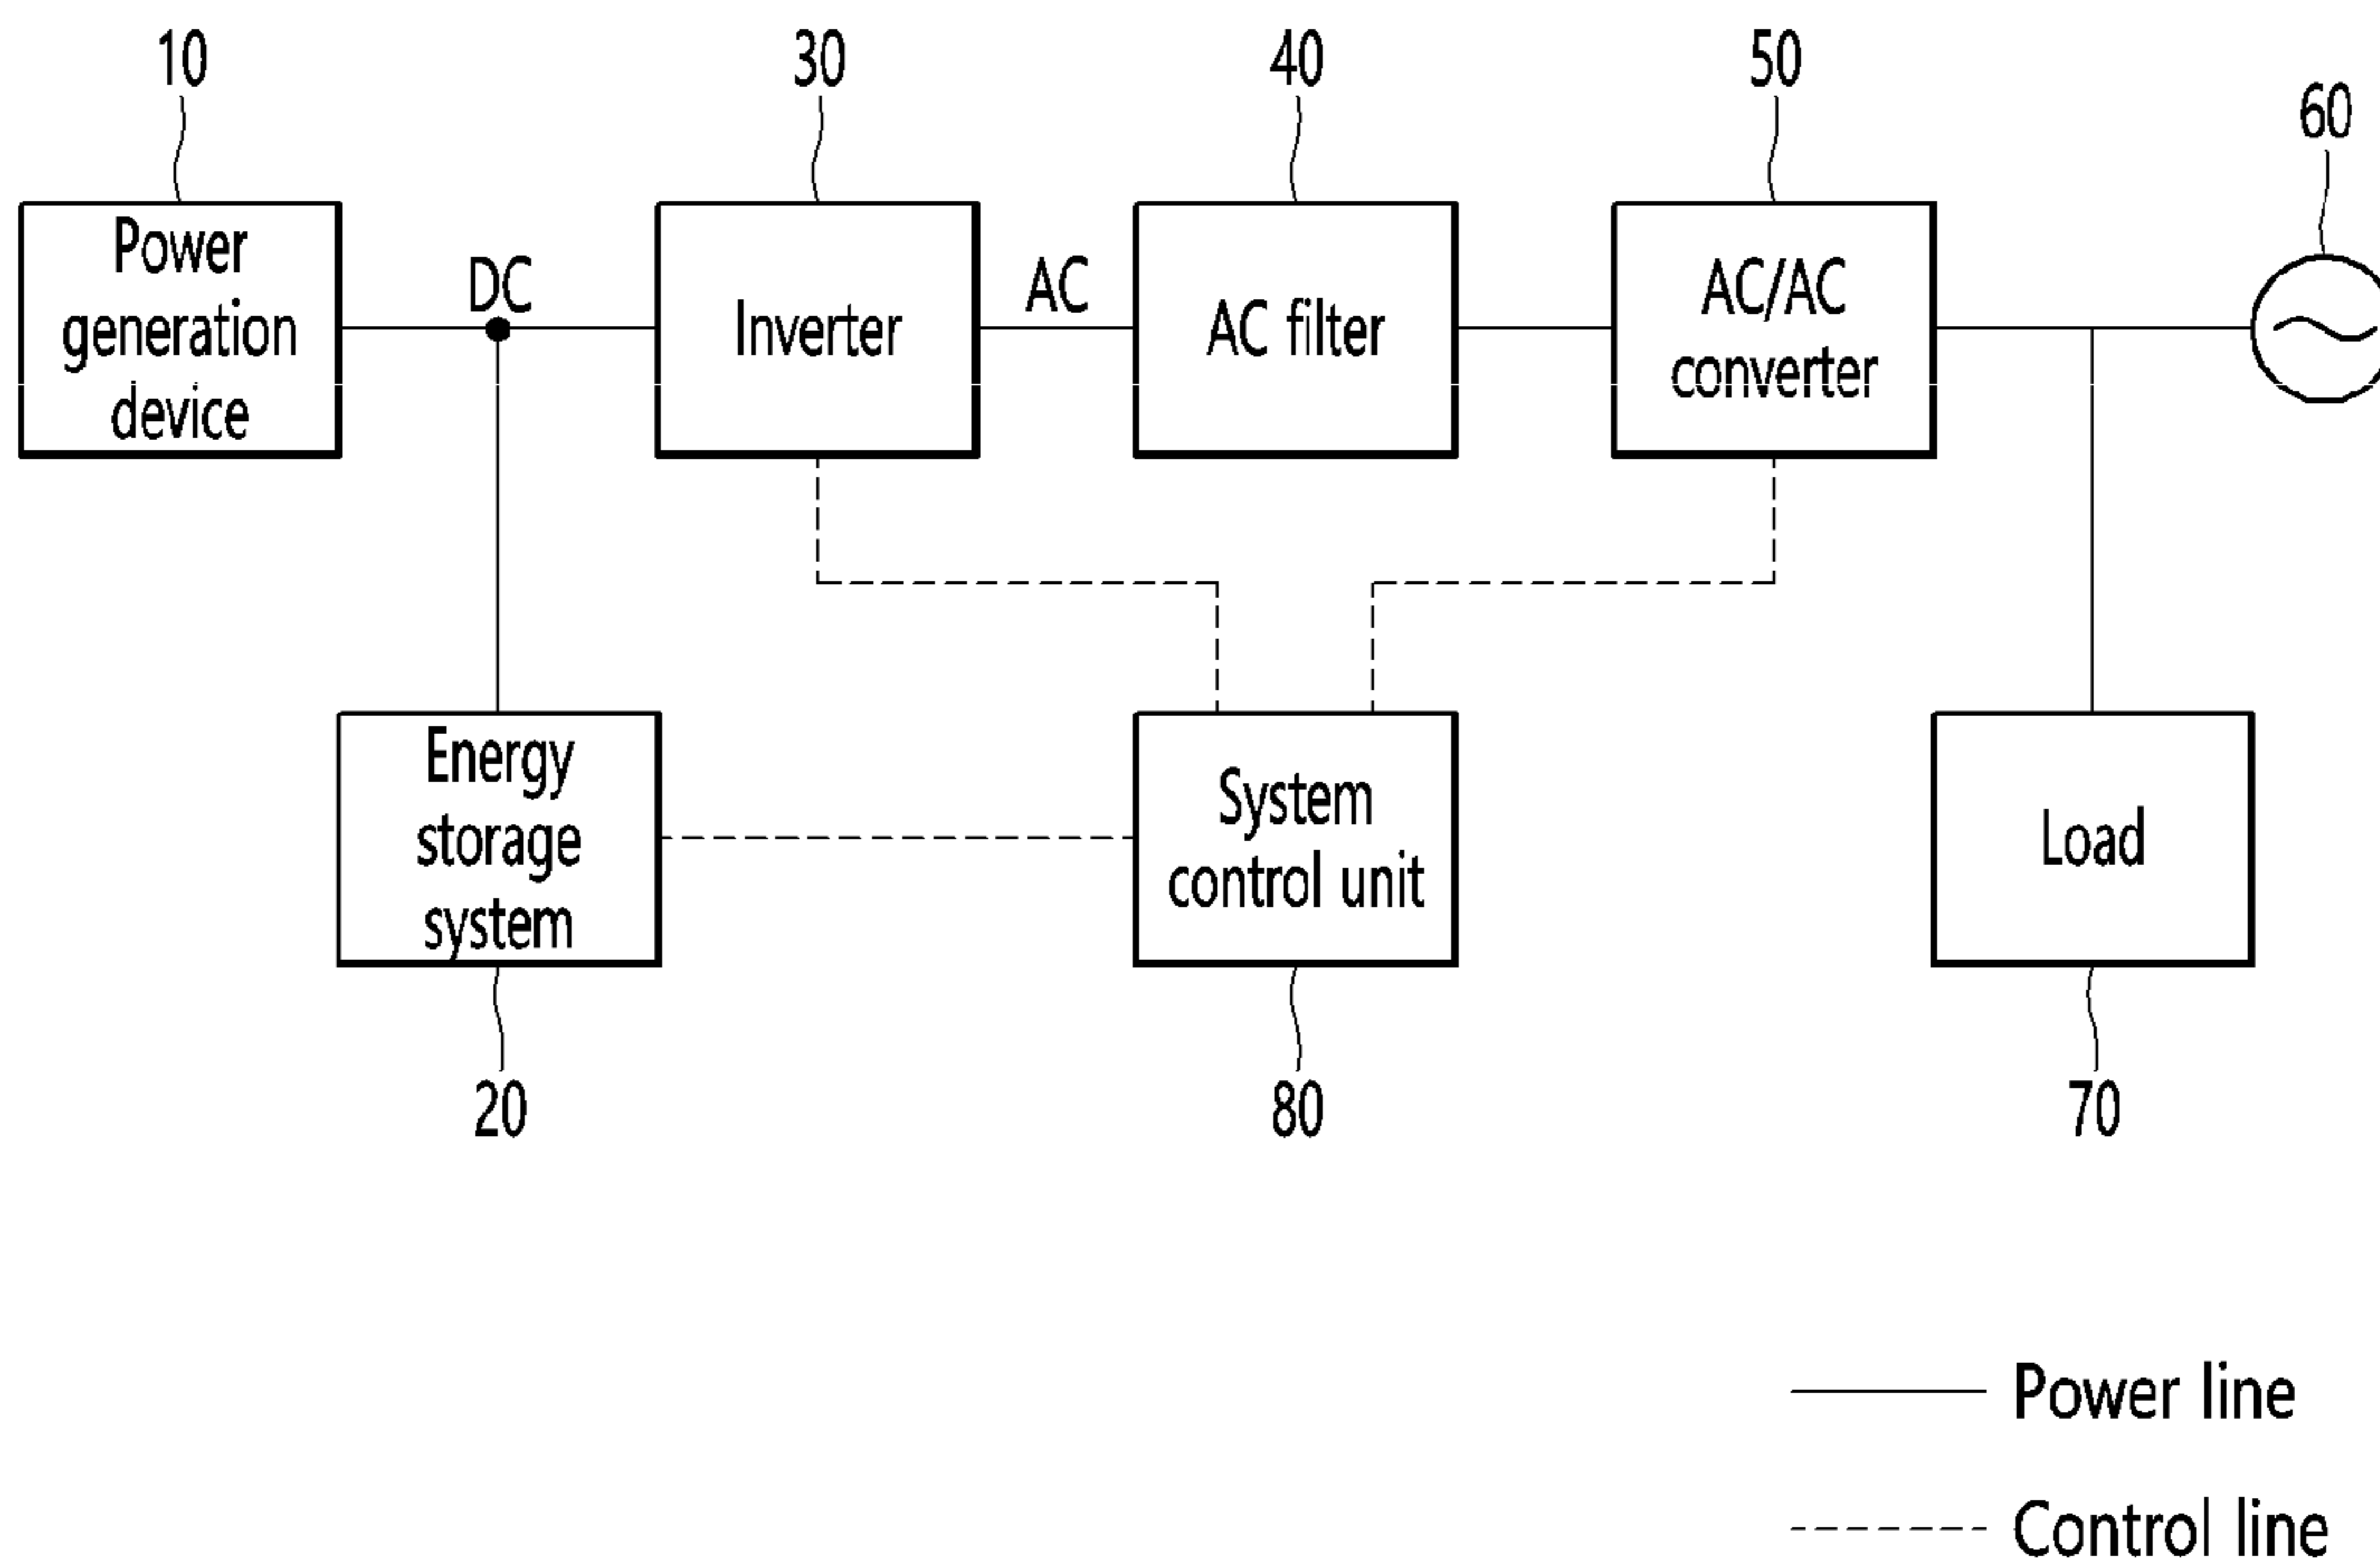 10
30
40
50
60
Power
generation
device
DC
Inverter
AC
AC filter
AC/AC
converter
Energy
storage
system
System
control unit
Load
20
80
70
Power line
Control line